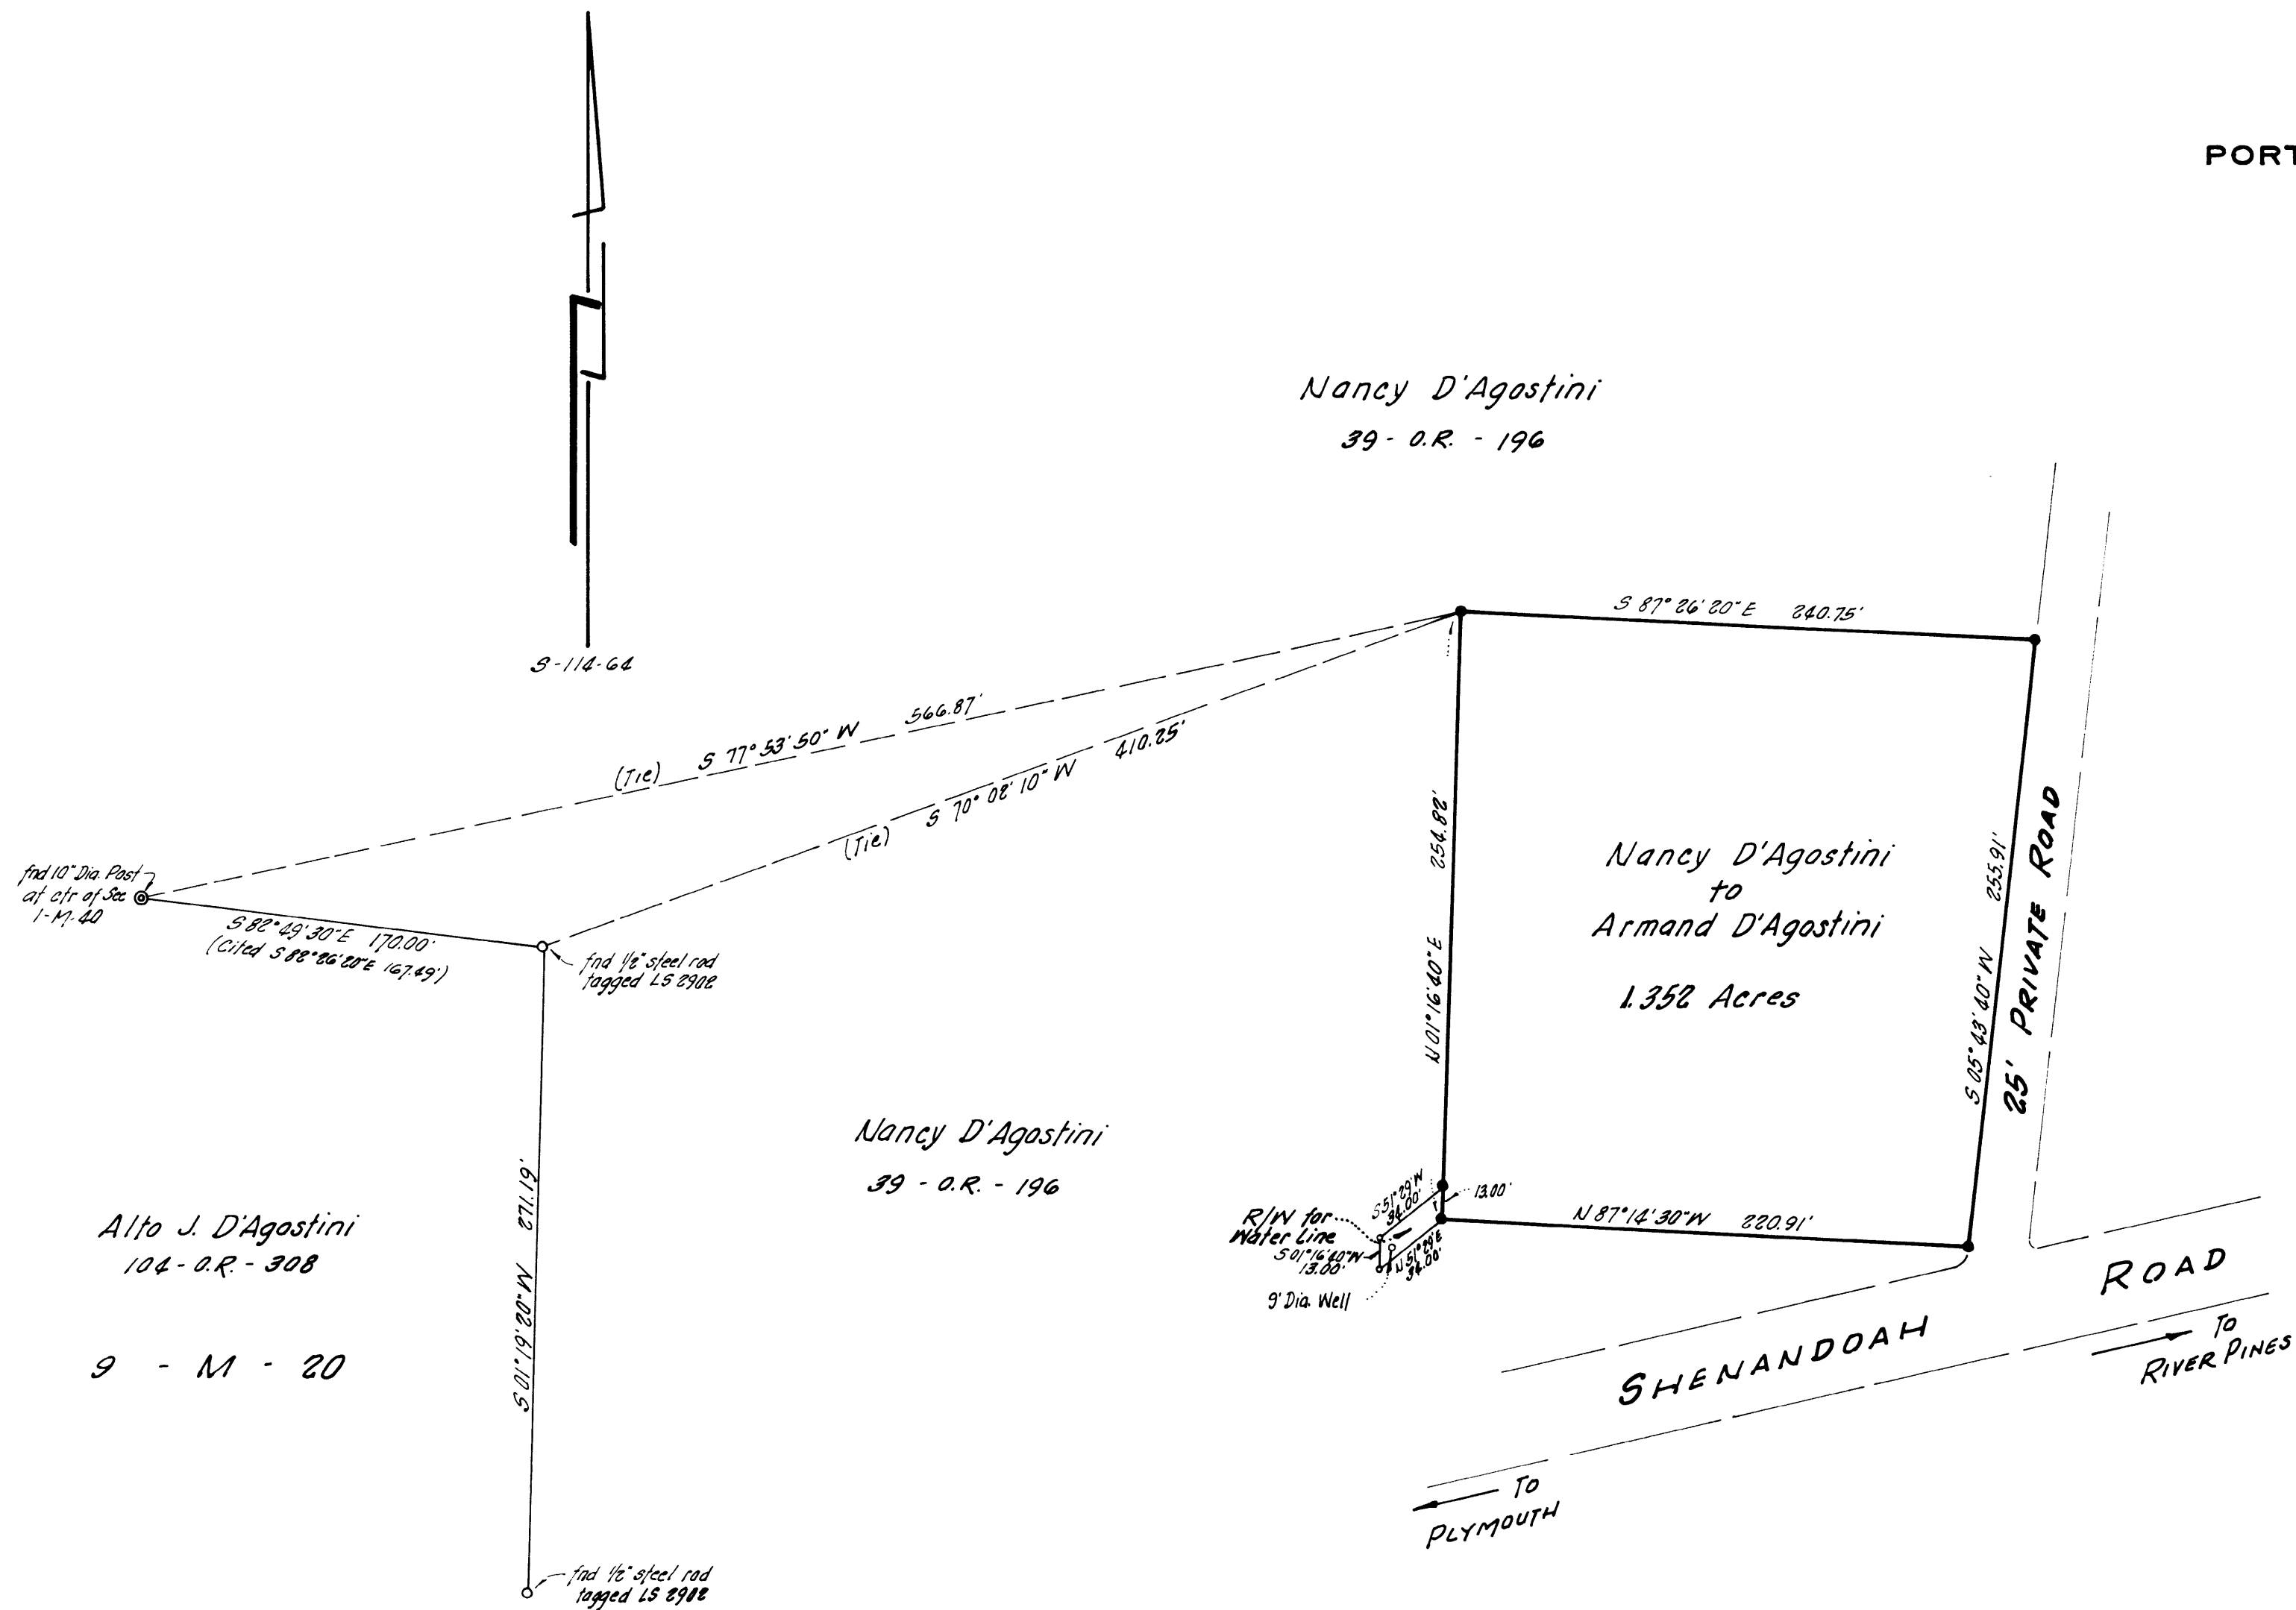 PORT
Nancy D'Agostini
39 - O.R. - 196
S-114-64
S 87° 26' 20" E 240.75'
(Tie) S 77° 53' 50" W 566.87'
(Tie) S 70° 02' 10" W 410.25'
fnd 10" Dia. Post
at ctr of Sec
1-M-40
S 82° 49' 30" E 170.00'
(Cited S 82° 26' 20" E 167.49')
fnd 1/2" steel rod
tagged LS 2902
N 01° 16' 40" E 254.82'
Nancy D'Agostini
to
Armand D'Agostini
1.352 Acres
S 05° 43' 40" W 255.91'
25' PRIVATE ROAD
Nancy D'Agostini
39 - O.R. - 196
Alto J. D'Agostini
104 - O.R. - 308
9 - M - 20
S 01° 19' 20" W 271.19'
S 51° 29' W
34.00'
13.00'
R/W for
Water Line
S 01° 16' 40" W
13.00'
N 51° 29' E
34.00'
9' Dia. Well
N 87° 14' 30" W 220.91'
SHENANDOAH ROAD
To
RIVER PINES
To
PLYMOUTH
fnd 1/2" steel rod
tagged LS 2902